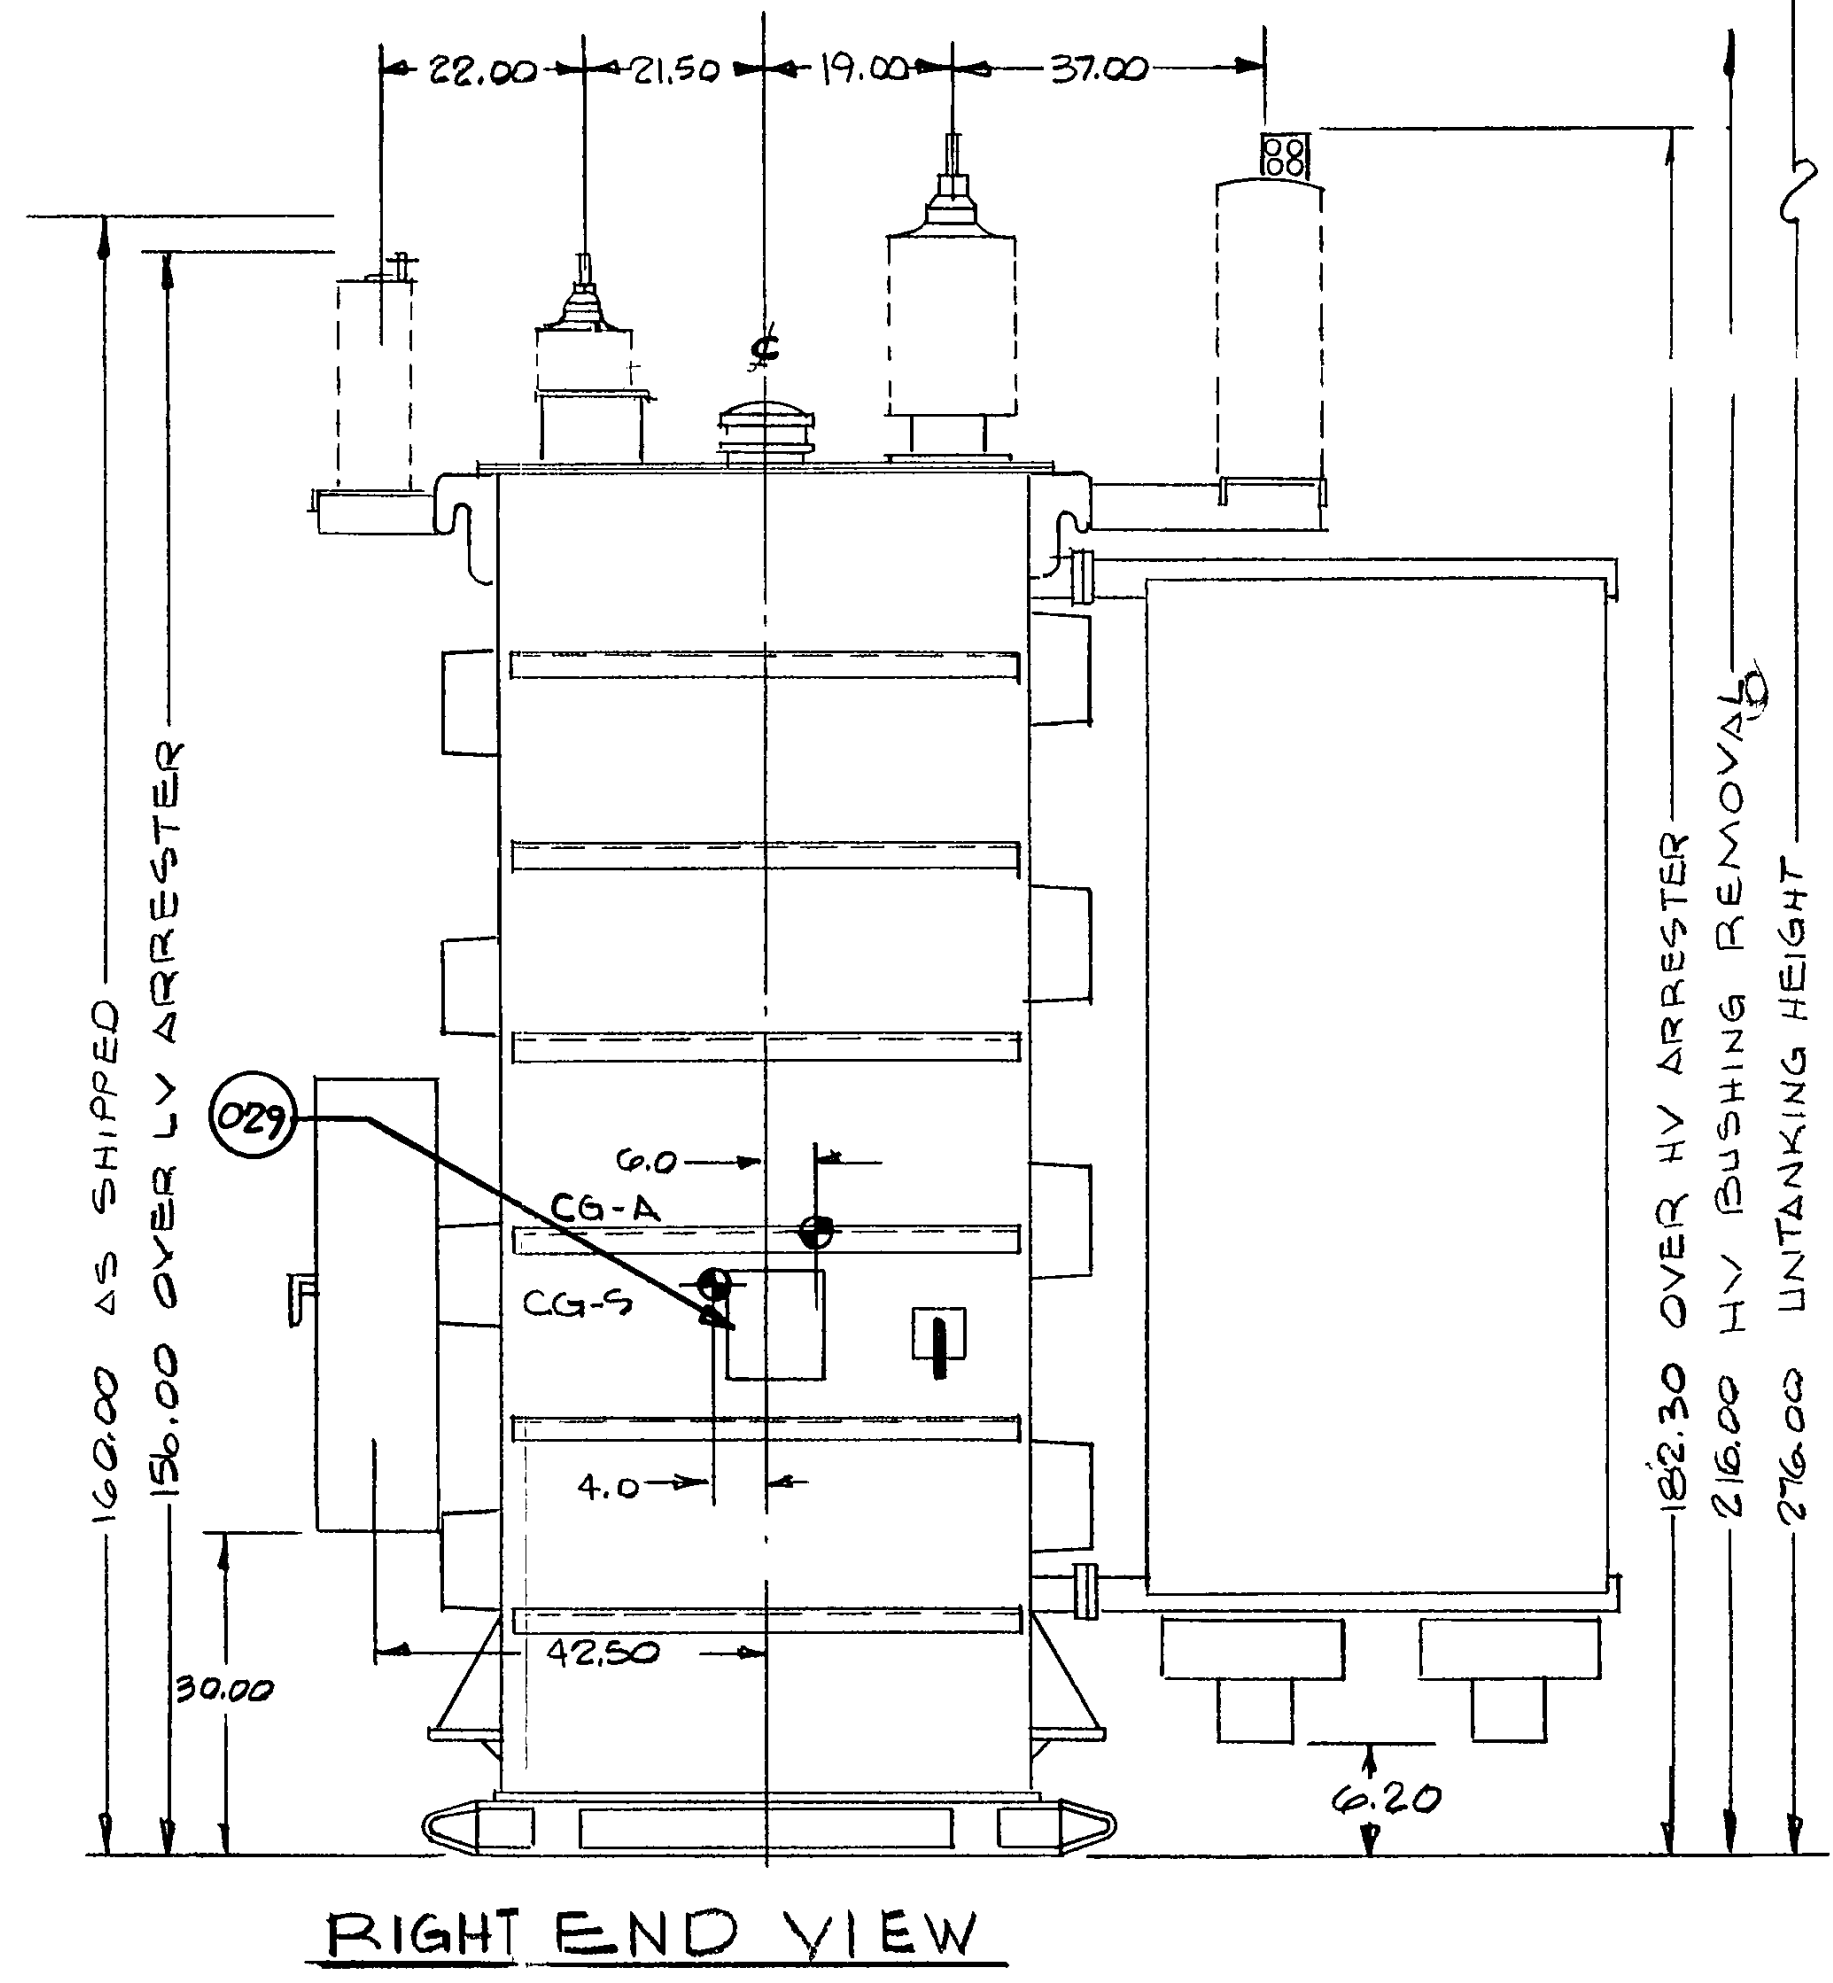 22.00
21.50
19.00
37.00
℄
160.00 AS SHIPPED
156.00 OVER LV ARRESTER
029
6.0
CG-A
CG-S
4.0
42.50
30.00
6.20
182.30 OVER HV ARRESTER
216.00 HV BUSHING REMOVAL
276.00 UNTANKING HEIGHT
RIGHT END VIEW